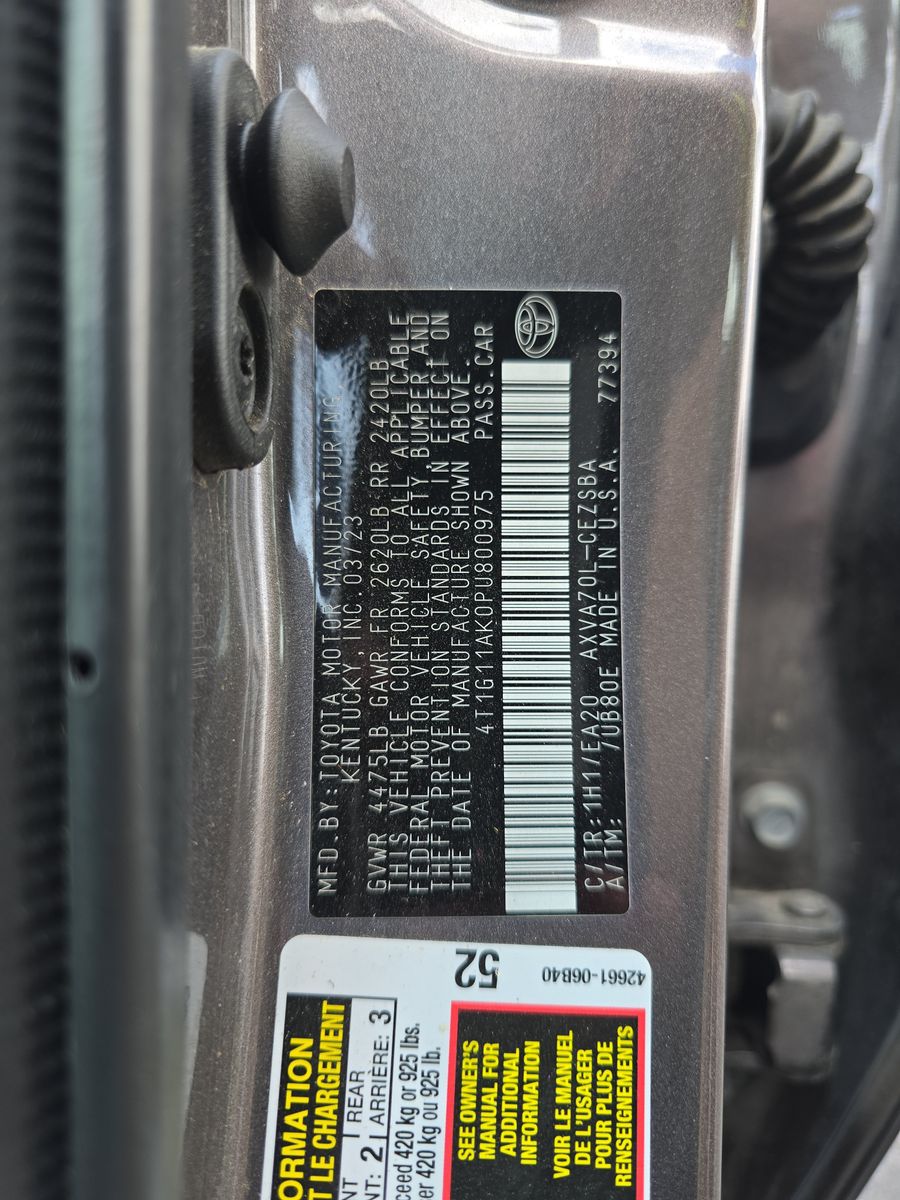 MFD.BY:TOYOTA MOTOR MANUFACTURING,
KENTUCKY,INC.03/23
GVWR 4475LB GAWR FR 2620LB RR 2420LB
THIS VEHICLE CONFORMS TO ALL APPLICABLE
FEDERAL MOTOR VEHICLE SAFETY,BUMPER,AND
THEFT PREVENTION STANDARDS IN EFFECT ON
THE DATE OF MANUFACTURE SHOWN ABOVE.
4T1G11AK0PU800975 PASS.CAR
C/TR:1H17EA20 AXVA70L-CEZSBA
A/TM: 7UB80E MADE IN U.S.A. 77394
52
42661-06B40
ORMATION
T LE CHARGEMENT
NT REAR
NT: 2 ARRIÈRE: 3
ceed 420 kg or 925 lbs.
er 420 kg ou 925 lb.
SEE OWNER'S
MANUAL FOR
ADDITIONAL
INFORMATION
VOIR LE MANUEL
DE L'USAGER
POUR PLUS DE
RENSEIGNEMENTS